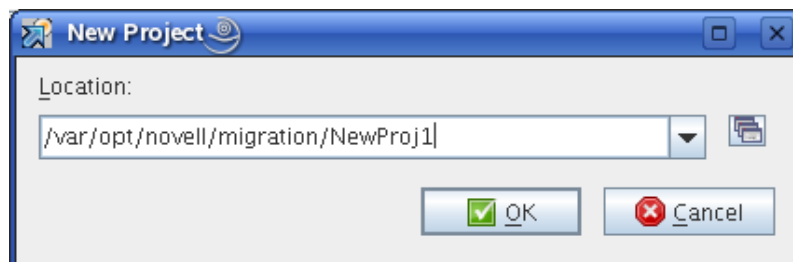 New Project
Location:
/var/opt/novell/migration/NewProj1
OK
Cancel